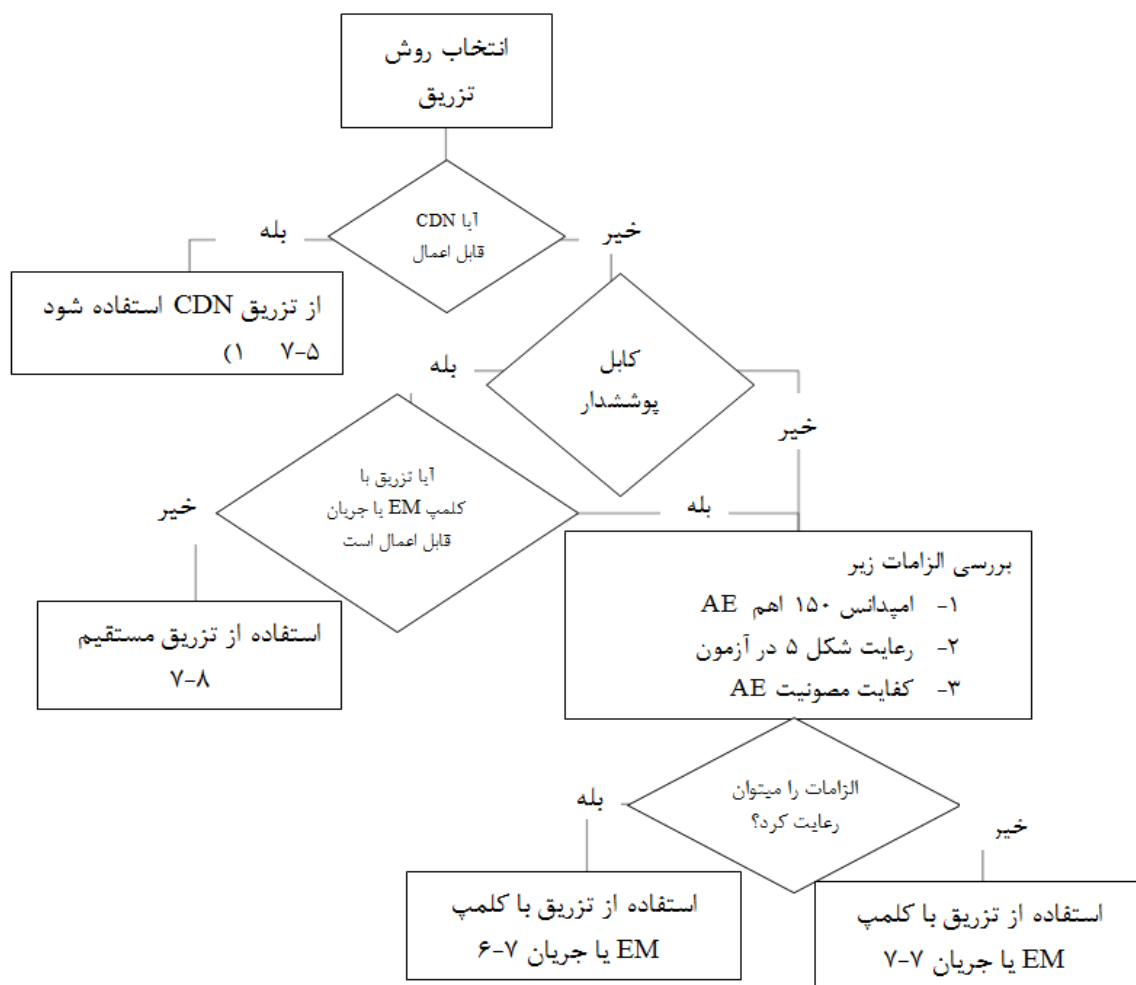 انتخاب روش
تزریق
آیا CDN
قابل اعمال
بله
خیر
از تزریق CDN استفاده شود
۷-۵ ۱)
کابل
پوششدار
بله
خیر
آیا تزریق با
کلمپ EM یا جریان
قابل اعمال است
خیر
بله
استفاده از تزریق مستقیم
۷-۸
بررسی الزامات زیر
۱- امپدانس ۱۵۰ اهم AE
۲- رعایت شکل ۵ در آزمون
۳- کفایت مصونیت AE
الزامات را میتوان
رعایت کرد؟
بله
خیر
استفاده از تزریق با کلمپ
EM یا جریان ۷-۶
استفاده از تزریق با کلمپ
EM یا جریان ۷-۷